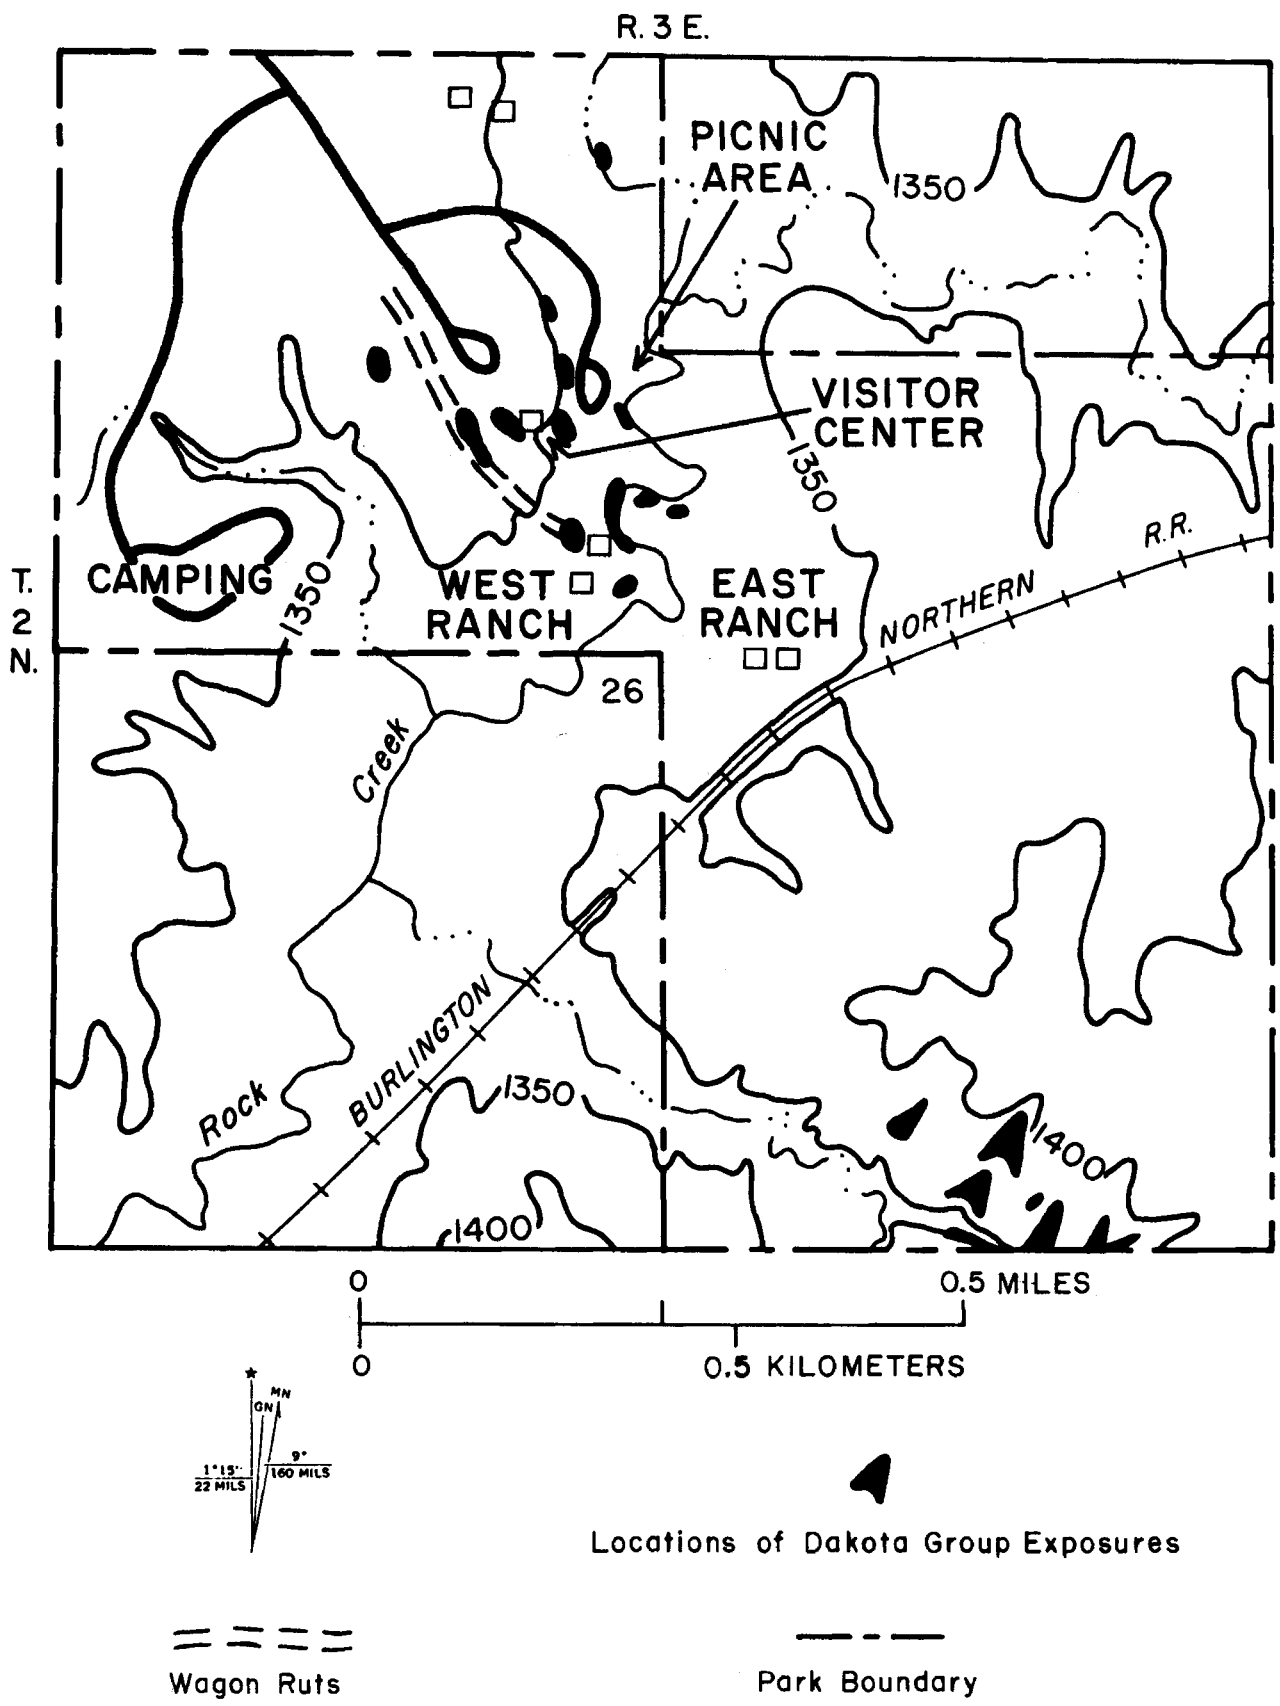 R. 3 E.
PICNIC
AREA
1350
VISITOR
CENTER
1350
R.R.
NORTHERN
T.
2
N.
CAMPING
1350
WEST
RANCH
EAST
RANCH
26
Creek
BURLINGTON
Rock
1350
1400
1400
0
0.5 MILES
0
0.5 KILOMETERS
MN
GN
1°15'
22 MILS
9°
160 MILS
Locations of Dakota Group Exposures
Wagon Ruts
Park Boundary